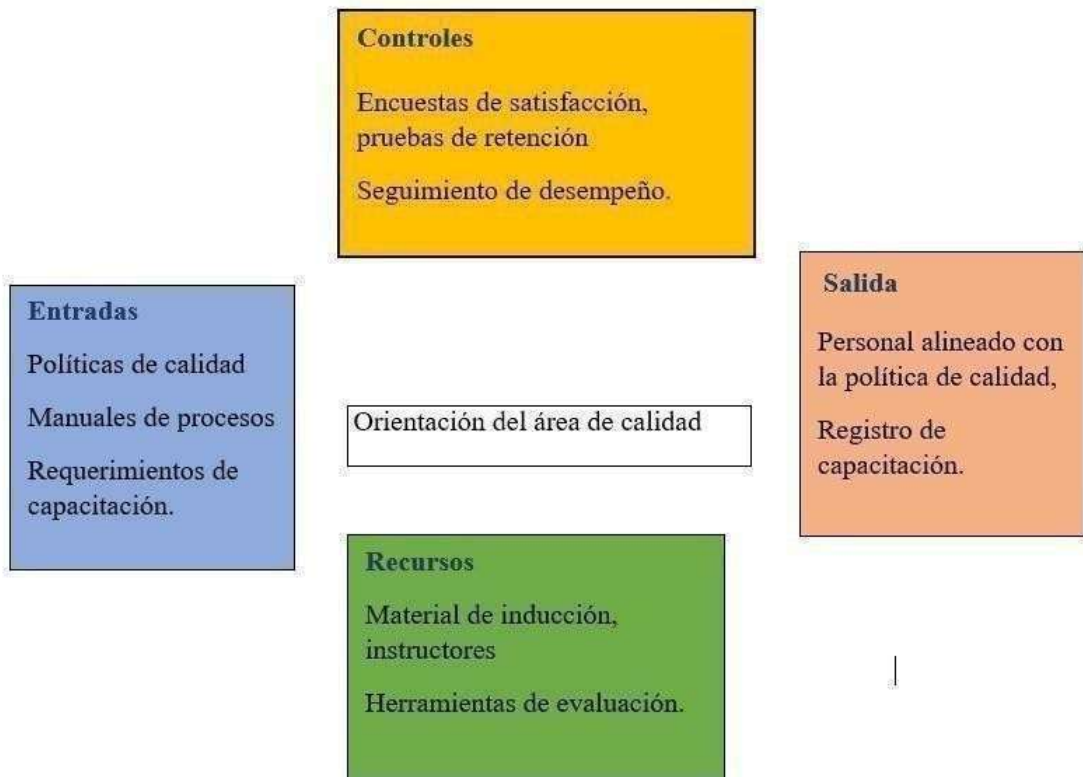 Controles
Encuestas de satisfacción,
pruebas de retención
Seguimiento de desempeño.
Entradas
Políticas de calidad
Manuales de procesos
Requerimientos de
capacitación.
Orientación del área de calidad
Salida
Personal alineado con
la política de calidad,
Registro de
capacitación.
Recursos
Material de inducción,
instructores
Herramientas de evaluación.